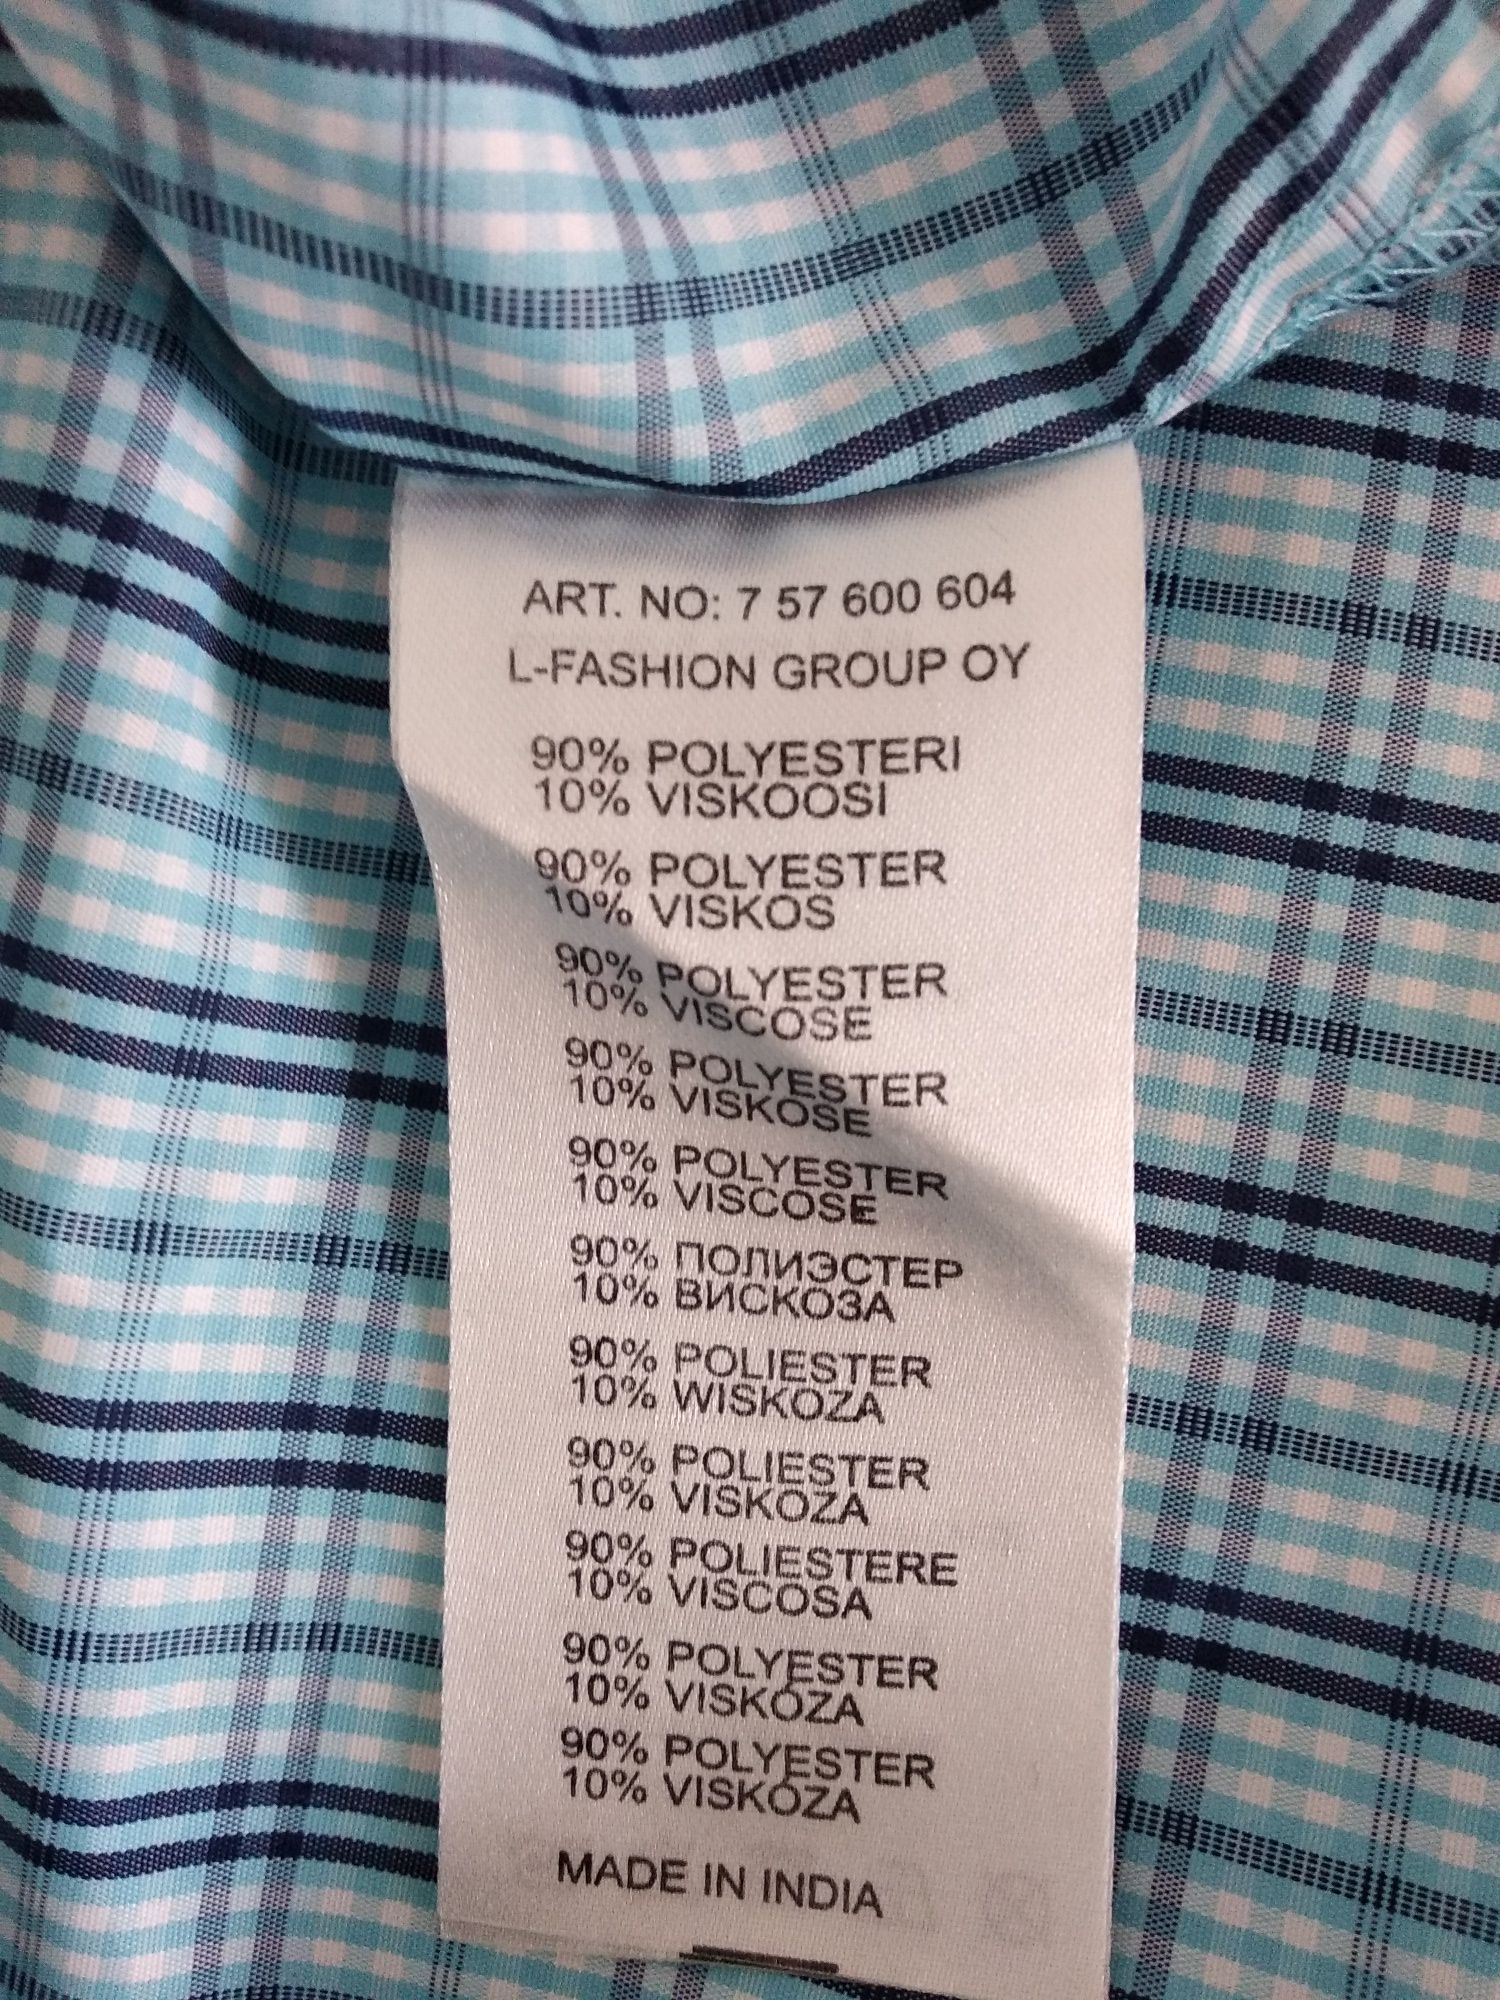 ART. NO: 7 57 600 604
L-FASHION GROUP OY
90% POLYESTERI
10% VISKOOSI
90% POLYESTER
10% VISKOS
90% POLYESTER
10% VISCOSE
90% POLYESTER
10% VISKOSE
90% POLYESTER
10% VISCOSE
90% ПОЛИЭСТЕР
10% ВИСКОЗА
90% POLIESTER
10% WISKOZA
90% POLIESTER
10% VISKOZA
90% POLIESTERE
10% VISCOSA
90% POLYESTER
10% VISKÓZA
90% POLYESTER
10% VISKÓZA
MADE IN INDIA